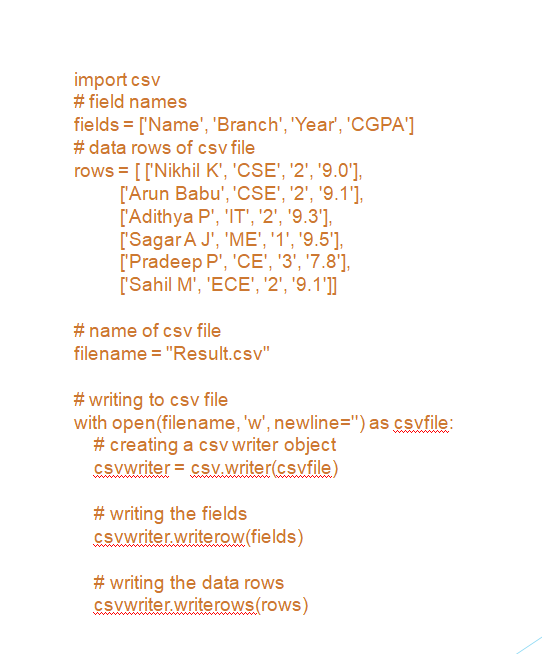 import csv
# field names
fields = ['Name', 'Branch', 'Year', 'CGPA']
# data rows of csv file
rows = [ ['Nikhil K', 'CSE', '2', '9.0'],
['Arun Babu', 'CSE', '2', '9.1'],
['Adithya P', 'IT', '2', '9.3'],
['Sagar A J', 'ME', '1', '9.5'],
['Pradeep P', 'CE', '3', '7.8'],
['Sahil M', 'ECE', '2', '9.1']]
# name of csv file
filename = "Result.csv"
# writing to csv file
with open(filename, 'w', newline='') as csvfile:
# creating a csv writer object
csvwriter = csv.writer(csvfile)
# writing the fields
csvwriter.writerow(fields)
# writing the data rows
csvwriter.writerows(rows)